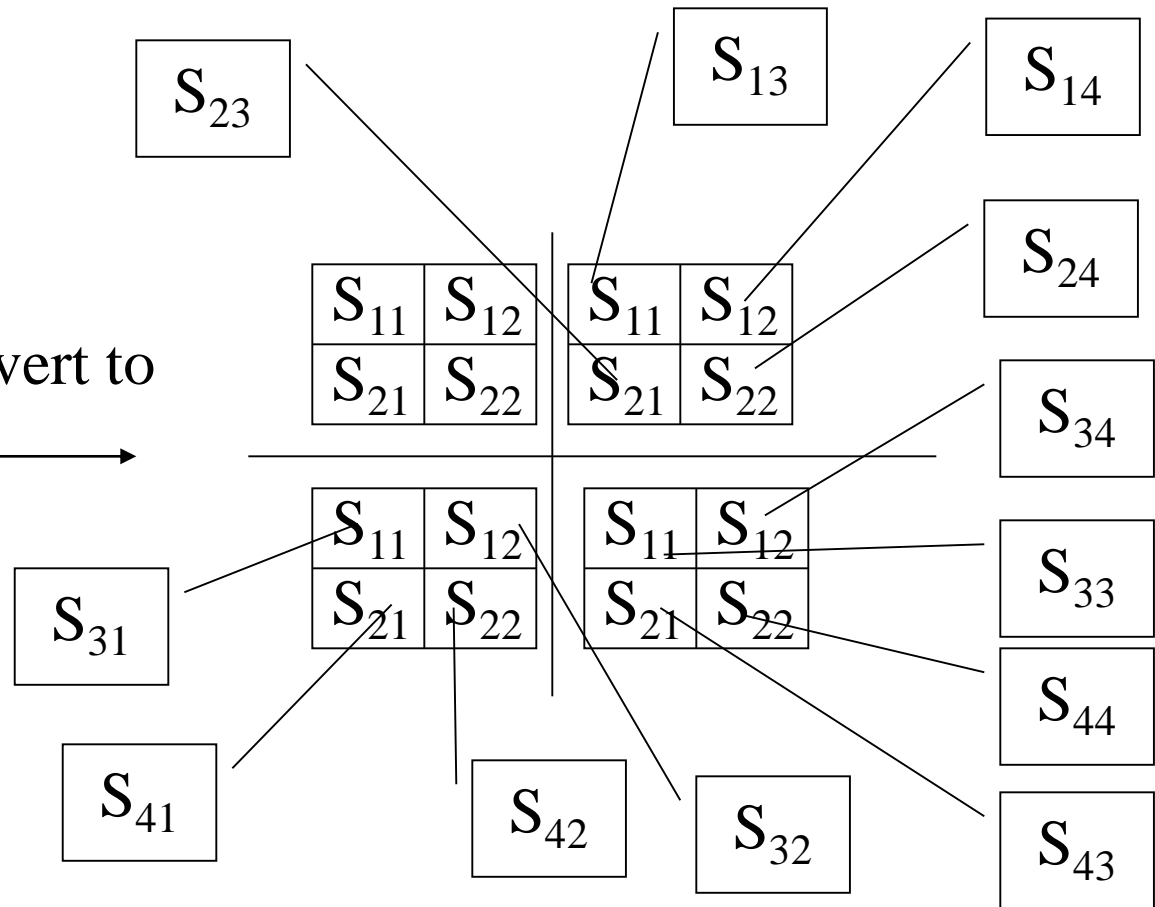 S₁₃
S₁₄
S₂₃
S₂₄
S₁₁ S₁₂ S₁₁ S₁₂
vert to
S₂₁ S₂₂ S₂₁ S₂₂
S₃₄
S₁₁ S₁₂ S₁₁ S₁₂
S₃₃
S₂₁ S₂₂ S₂₁ S₂₂
S₃₁
S₄₄
S₄₁
S₄₂
S₃₂
S₄₃